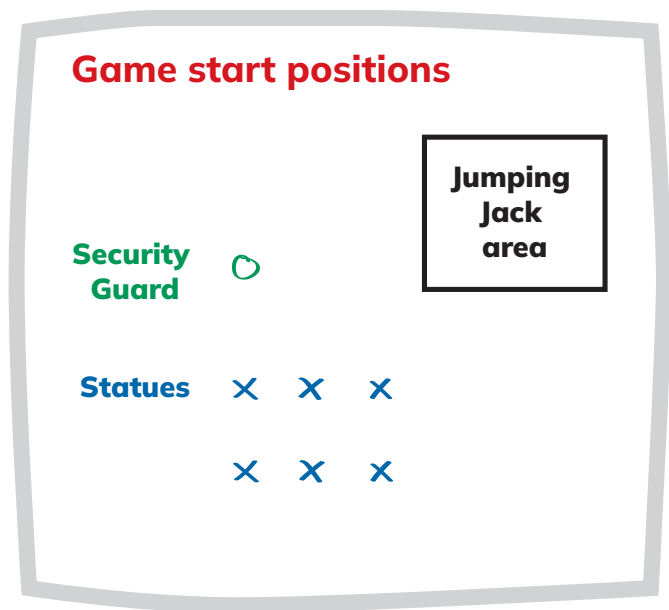 Game start positions
Jumping
Jack
area
Security
Guard
Statues